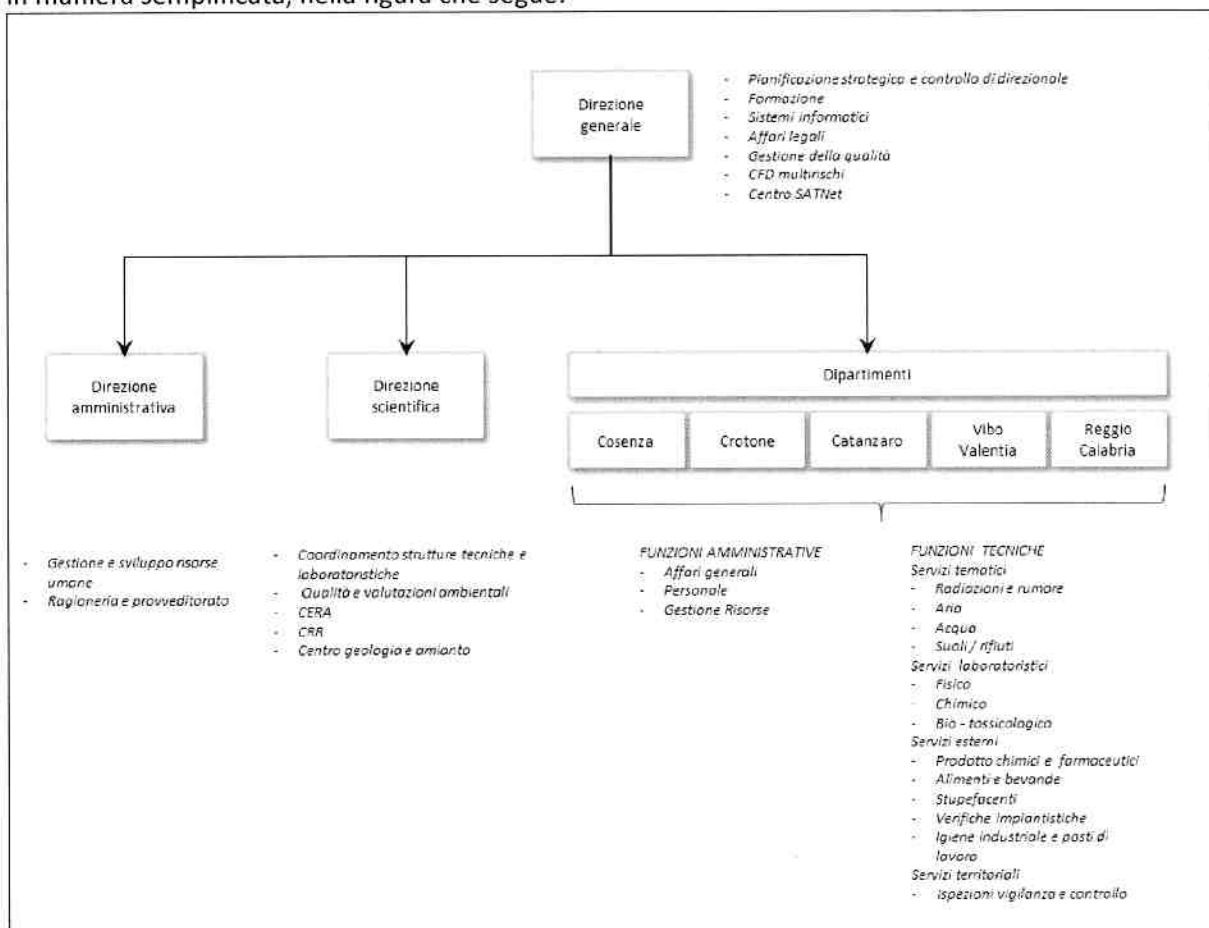 in maniera semplificata, nella figura che segue:
Direzione
generale
- Pianificazione strategica e controllo di direzionale
- Formazione
- Sistemi informatici
- Affari legali
- Gestione della qualità
- CFD multirischi
- Centro SATNet
Direzione
amministrativa
Direzione
scientifica
Dipartimenti
Cosenza
Crotone
Catanzaro
Vibo
Valentia
Reggio
Calabria
- Gestione e sviluppo risorse
umane
- Ragioneria e provveditorato
- Coordinamento strutture tecniche e
laboratoristiche
- Qualità e valutazioni ambientali
- CERA
- CRR
- Centro geologia e amianto
FUNZIONI AMMINISTRATIVE
- Affari generali
- Personale
- Gestione Risorse
FUNZIONI TECNICHE
Servizi tematici
- Radiazioni e rumore
- Aria
- Acqua
- Suoli / rifiuti
Servizi laboratoristici
- Fisico
- Chimico
- Bio - tossicologico
Servizi esterni
- Prodotto chimici e farmaceutici
- Alimenti e bevande
- Stupefacenti
- Verifiche impiantistiche
- Igiene industriale e posti di
lavoro
Servizi territoriali
- Ispezioni vigilanza e controllo